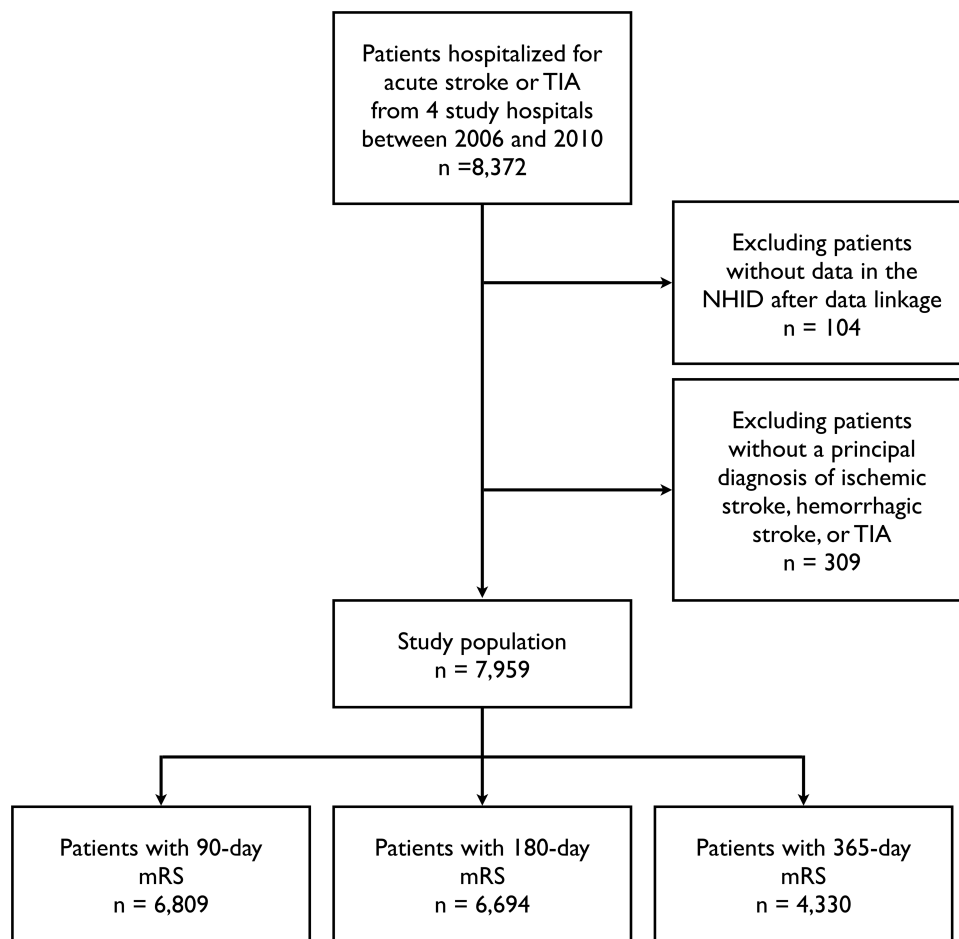 Patients hospitalized for
acute stroke or TIA
from 4 study hospitals
between 2006 and 2010
n =8,372
Excluding patients
without data in the
NHID after data linkage
n = 104
Excluding patients
without a principal
diagnosis of ischemic
stroke, hemorrhagic
stroke, or TIA
n = 309
Study population
n = 7,959
Patients with 90-day
mRS
n = 6,809
Patients with 180-day
mRS
n = 6,694
Patients with 365-day
mRS
n = 4,330